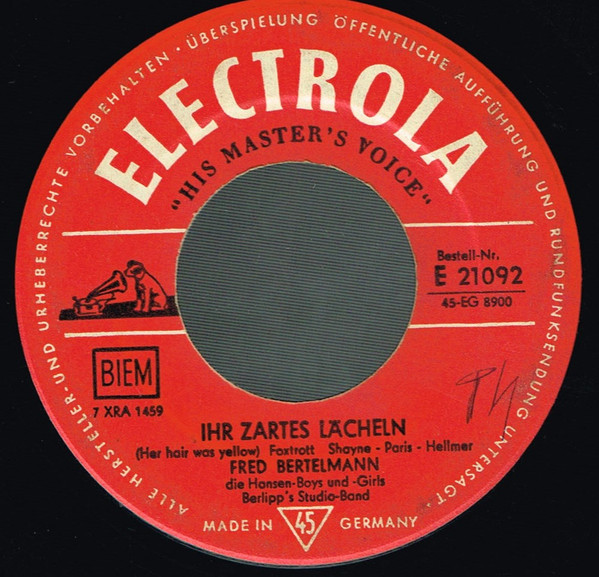 ALLE HERSTELLER- UND URHEBERRECHTE VORBEHALTEN · ÜBERSPIELUNG ÖFFENTLICHE AUFFÜHRUNG UND RUNDFUNKSENDUNG UNTERSAGT ·
ELECTROLA
"HIS MASTER'S VOICE"
Bestell-Nr.
E 21092
45-EG 8900
BIEM
7 XRA 1459
IHR ZARTES LÄCHELN
(Her hair was yellow) Foxtrott Shayne - Paris - Hellmer
FRED BERTELMANN
die Hansen-Boys und -Girls
Berlipp's Studio-Band
MADE IN 45 GERMANY